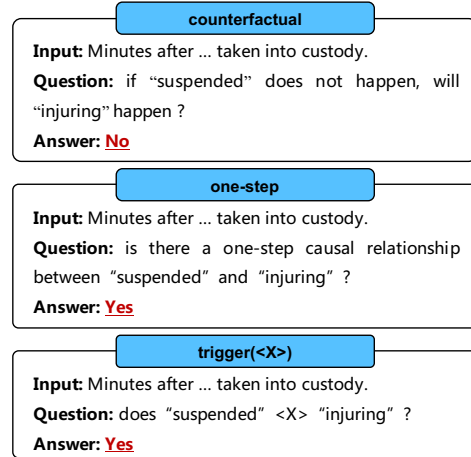 counterfactual
Input: Minutes after ... taken into custody.
Question: if “suspended” does not happen, will
“injuring” happen ?
Answer: No
one-step
Input: Minutes after ... taken into custody.
Question: is there a one-step causal relationship
between “suspended” and “injuring” ?
Answer: Yes
trigger(<X>)
Input: Minutes after ... taken into custody.
Question: does “suspended” <X> “injuring” ?
Answer: Yes